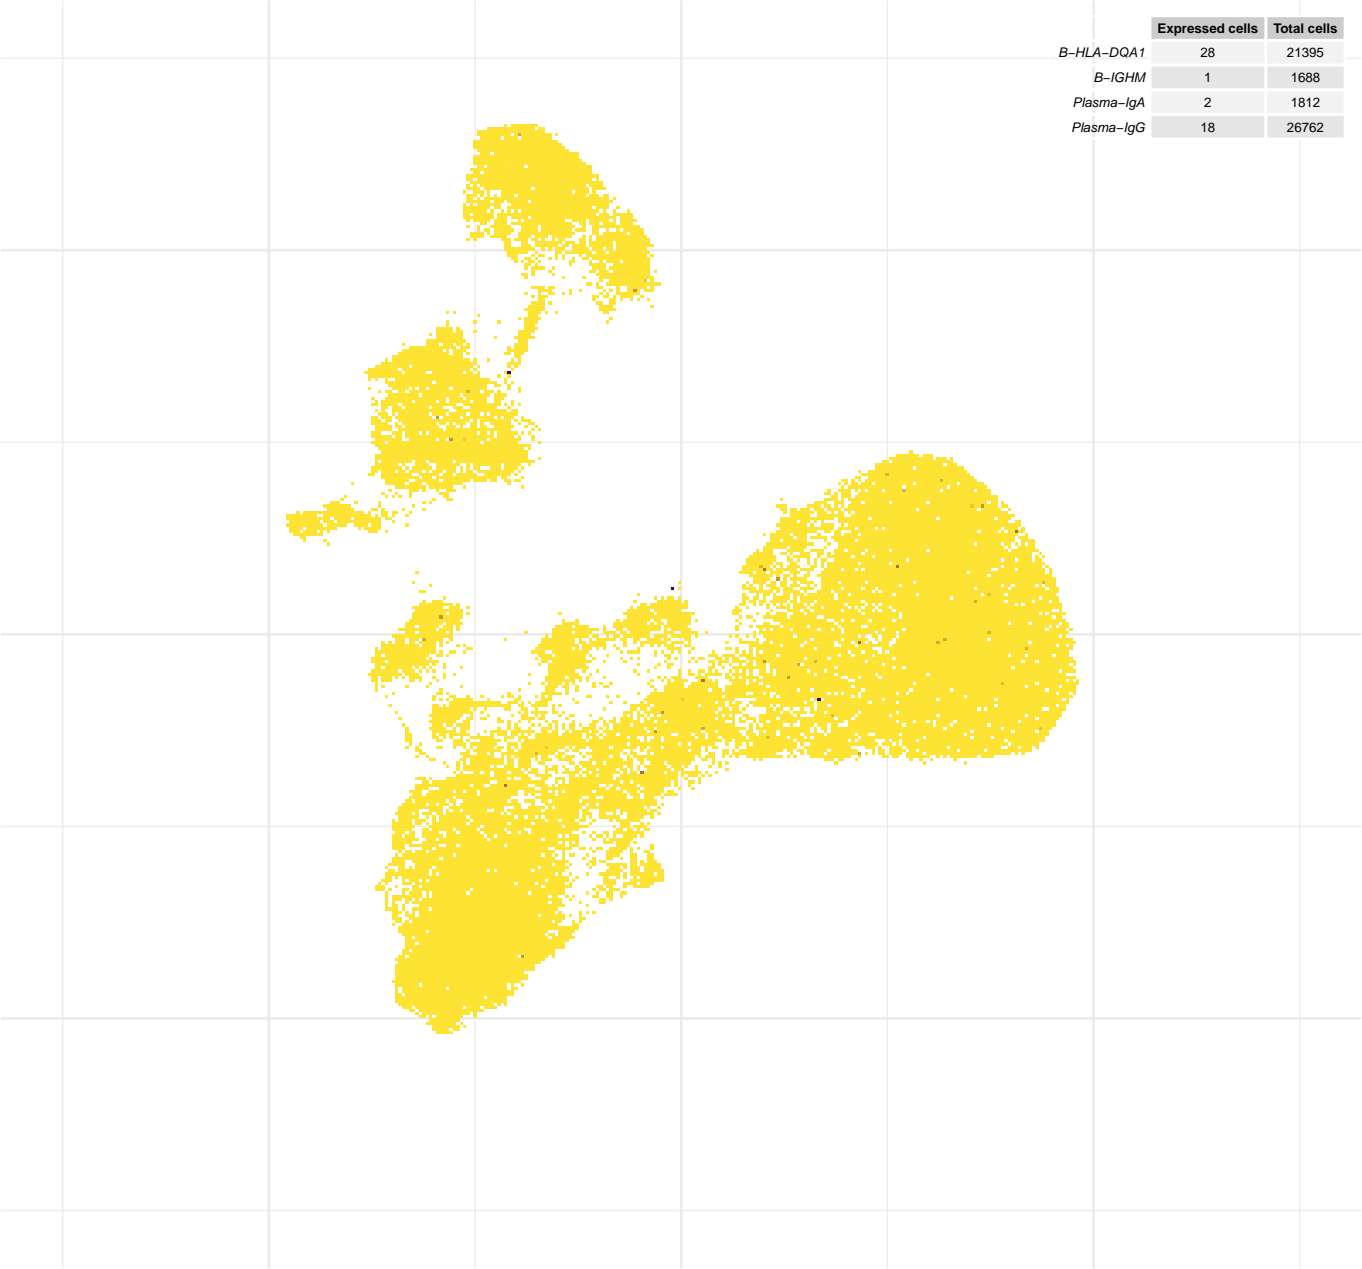 Expressed cells Total cells
B−HLA−DQA1 28 21395
B−IGHM 1 1688
Plasma−IgA 2 1812
Plasma−IgG 18 26762